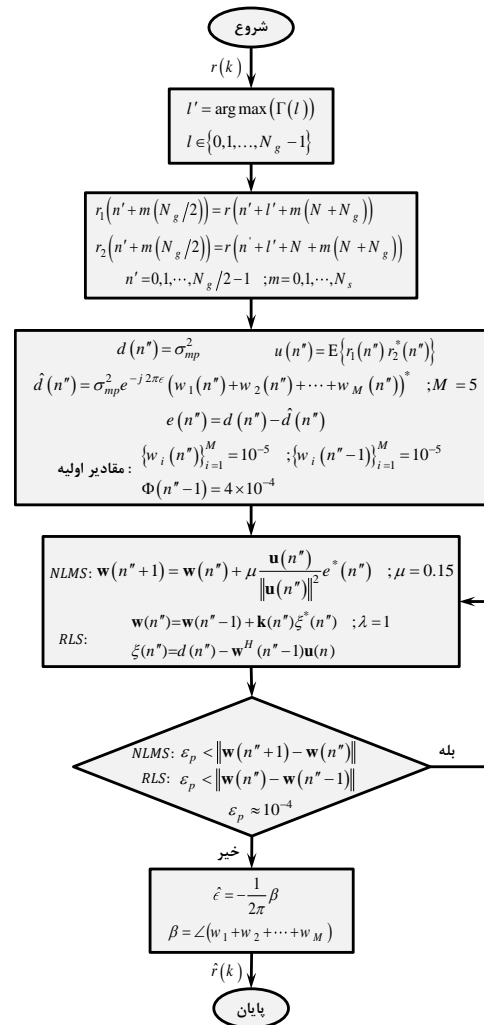 شروع
r(k)
l′ = arg max(Γ(l))
l∈{0,1,…,N_g −1}
r_1(n′+m(N_g/2))=r(n′+l′+m(N+N_g))
r_2(n′+m(N_g/2))=r(n˙+l′+N+m(N+N_g))
n′=0,1,⋯,N_g/2−1 ;m=0,1,⋯,N_s
d(n″)=σ²_mp u(n″)=E{r_1(n″)r_2^*(n″)}
d̂(n″)=σ²_mp e^{−j2πϵ}(w_1(n″)+w_2(n″)+⋯+w_M(n″))^* ;M = 5
e(n″)=d(n″)−d̂(n″)
مقادیر اولیه : {w_i(n″)}_{i=1}^{M}=10^{−5} ;{w_i(n″−1)}_{i=1}^{M}=10^{−5}
Φ(n″−1)=4×10^{−4}
NLMS: w(n″+1) = w(n″)+μ u(n″)/‖u(n″)‖² e^*(n″) ;μ = 0.15
w(n″)=w(n″−1)+k(n″)ξ^*(n″) ;λ=1
RLS:
ξ(n″)=d(n″)−w^H(n″−1)u(n)
NLMS: ε_p <‖w(n″+1)−w(n″)‖
بله
RLS: ε_p <‖w(n″)−w(n″−1)‖
ε_p ≈10^{−4}
خیر
ϵ̂=−1/2π β
β=∠(w_1+w_2+⋯+w_M)
r̂(k)
پایان